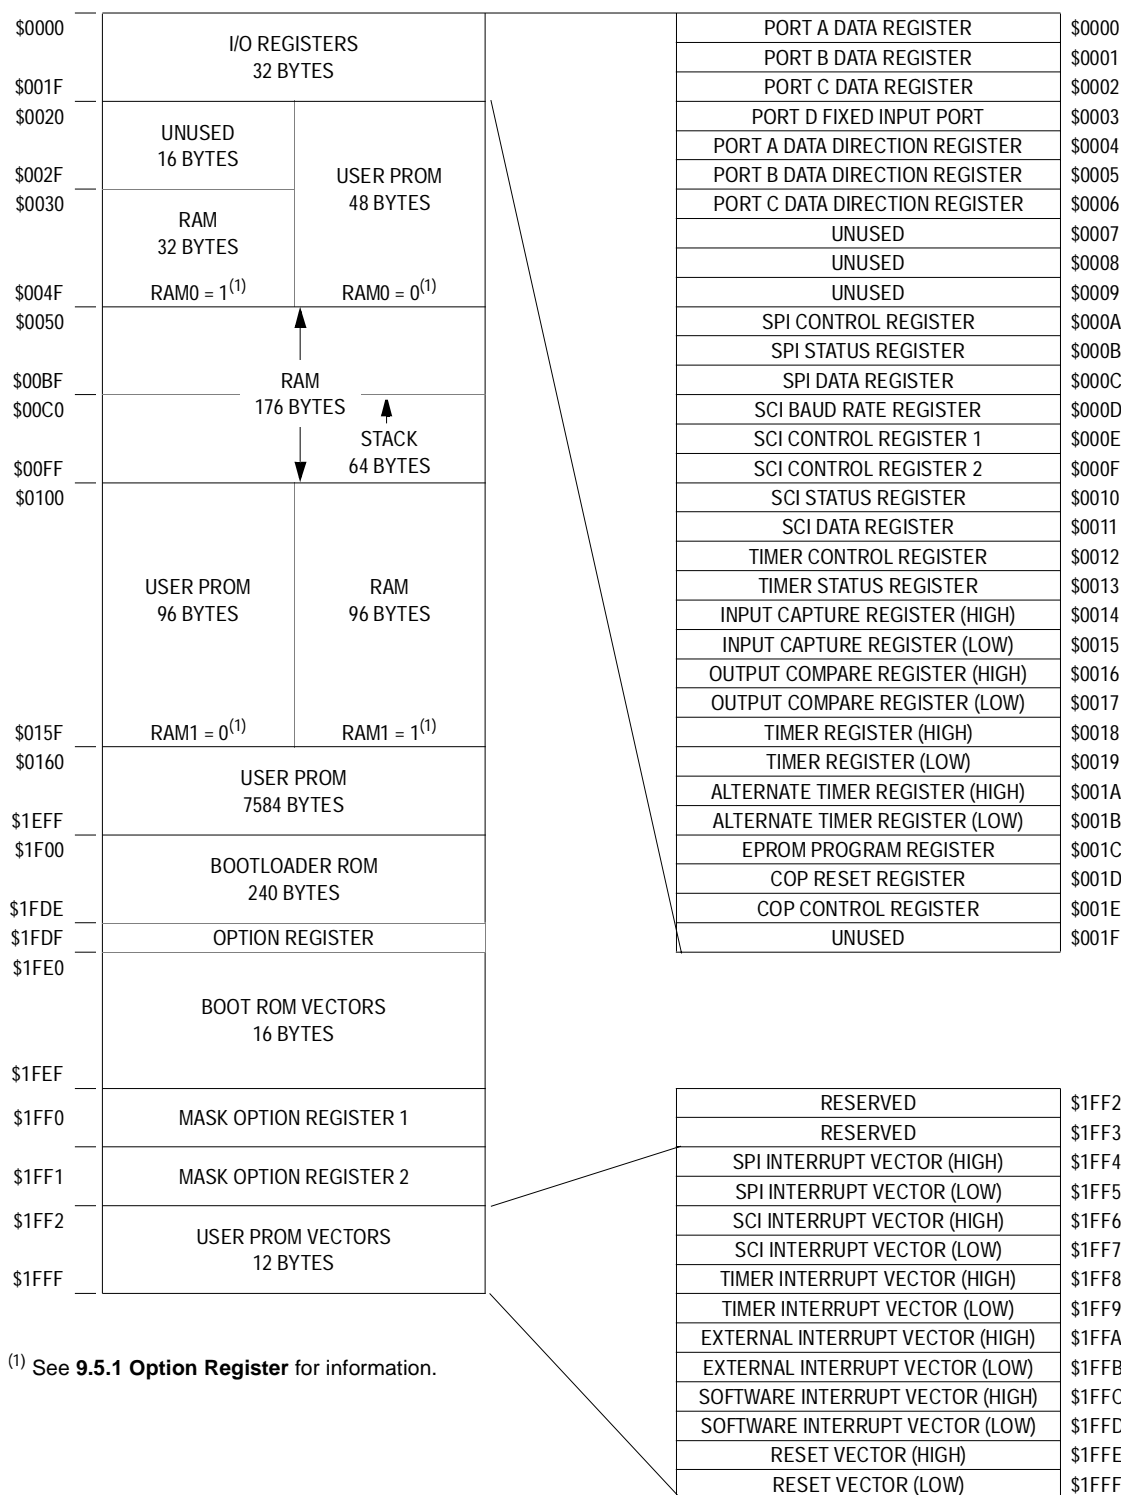 $0000
I/O REGISTERS
32 BYTES
$001F
$0020
UNUSED
16 BYTES
USER PROM
48 BYTES
$002F
$0030
RAM
32 BYTES
$004F
RAM0 = 1(1)
RAM0 = 0(1)
$0050
$00BF
RAM
176 BYTES
$00C0
STACK
64 BYTES
$00FF
$0100
USER PROM
96 BYTES
RAM
96 BYTES
$015F
RAM1 = 0(1)
RAM1 = 1(1)
$0160
USER PROM
7584 BYTES
$1EFF
$1F00
BOOTLOADER ROM
240 BYTES
$1FDE
$1FDF
OPTION REGISTER
$1FE0
BOOT ROM VECTORS
16 BYTES
$1FEF
$1FF0
MASK OPTION REGISTER 1
$1FF1
MASK OPTION REGISTER 2
$1FF2
USER PROM VECTORS
12 BYTES
$1FFF
(1) See 9.5.1 Option Register for information.
PORT A DATA REGISTER $0000
PORT B DATA REGISTER $0001
PORT C DATA REGISTER $0002
PORT D FIXED INPUT PORT $0003
PORT A DATA DIRECTION REGISTER $0004
PORT B DATA DIRECTION REGISTER $0005
PORT C DATA DIRECTION REGISTER $0006
UNUSED $0007
UNUSED $0008
UNUSED $0009
SPI CONTROL REGISTER $000A
SPI STATUS REGISTER $000B
SPI DATA REGISTER $000C
SCI BAUD RATE REGISTER $000D
SCI CONTROL REGISTER 1 $000E
SCI CONTROL REGISTER 2 $000F
SCI STATUS REGISTER $0010
SCI DATA REGISTER $0011
TIMER CONTROL REGISTER $0012
TIMER STATUS REGISTER $0013
INPUT CAPTURE REGISTER (HIGH) $0014
INPUT CAPTURE REGISTER (LOW) $0015
OUTPUT COMPARE REGISTER (HIGH) $0016
OUTPUT COMPARE REGISTER (LOW) $0017
TIMER REGISTER (HIGH) $0018
TIMER REGISTER (LOW) $0019
ALTERNATE TIMER REGISTER (HIGH) $001A
ALTERNATE TIMER REGISTER (LOW) $001B
EPROM PROGRAM REGISTER $001C
COP RESET REGISTER $001D
COP CONTROL REGISTER $001E
UNUSED $001F
RESERVED $1FF2
RESERVED $1FF3
SPI INTERRUPT VECTOR (HIGH) $1FF4
SPI INTERRUPT VECTOR (LOW) $1FF5
SCI INTERRUPT VECTOR (HIGH) $1FF6
SCI INTERRUPT VECTOR (LOW) $1FF7
TIMER INTERRUPT VECTOR (HIGH) $1FF8
TIMER INTERRUPT VECTOR (LOW) $1FF9
EXTERNAL INTERRUPT VECTOR (HIGH) $1FFA
EXTERNAL INTERRUPT VECTOR (LOW) $1FFB
SOFTWARE INTERRUPT VECTOR (HIGH) $1FFC
SOFTWARE INTERRUPT VECTOR (LOW) $1FFD
RESET VECTOR (HIGH) $1FFE
RESET VECTOR (LOW) $1FFF